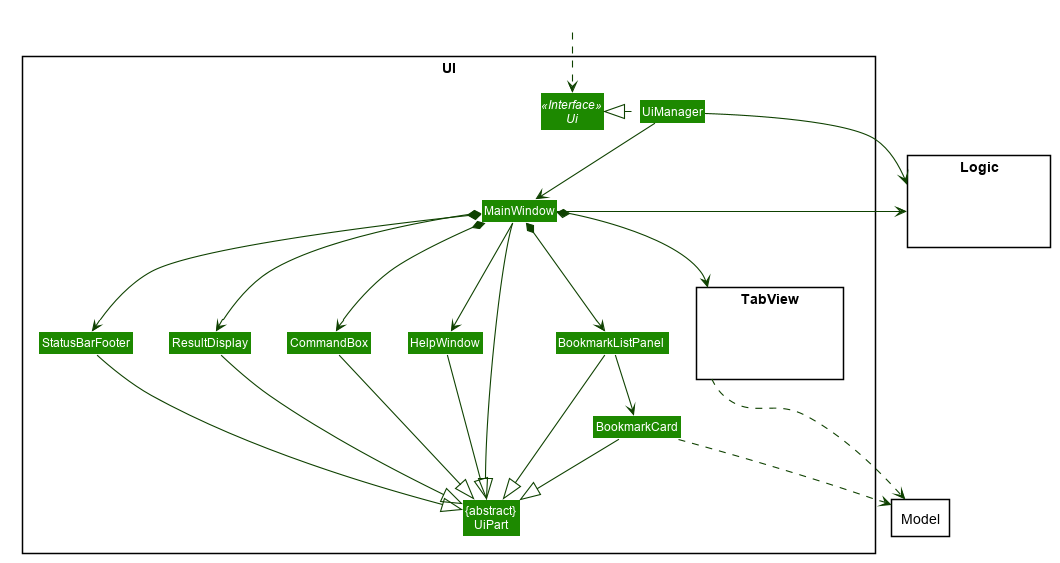 UI
«Interface»
Ui
UiManager
Logic
MainWindow
TabView
StatusBarFooter
ResultDisplay
CommandBox
HelpWindow
BookmarkListPanel
BookmarkCard
{abstract}
UiPart
Model